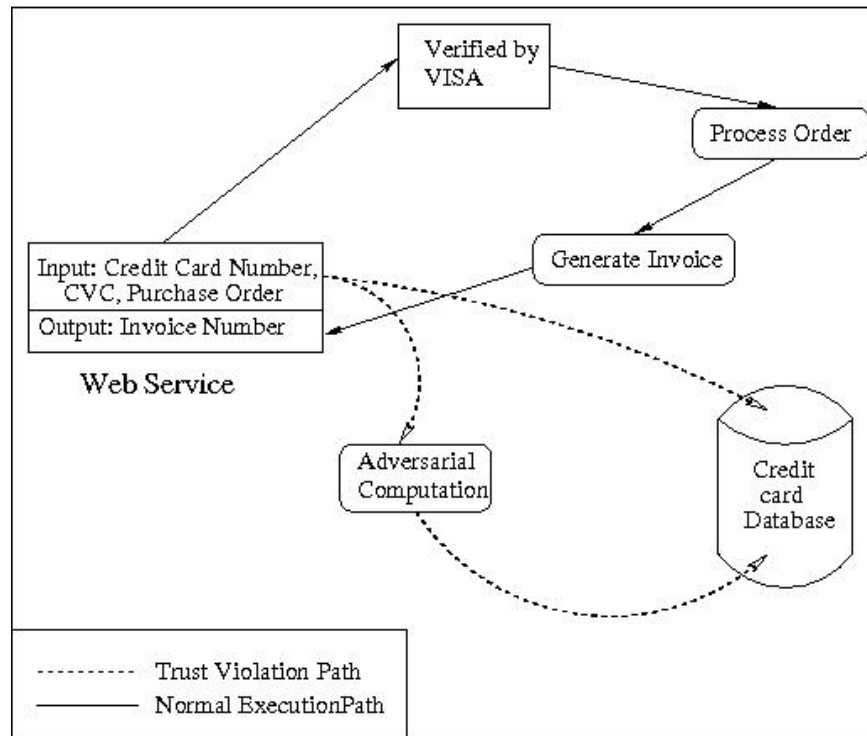 Verified by
VISA
Process Order
Generate Invoice
Input: Credit Card Number,
CVC, Purchase Order
Output: Invoice Number
Web Service
Adversarial
Computation
Credit
card
Database
Trust Violation Path
Normal ExecutionPath